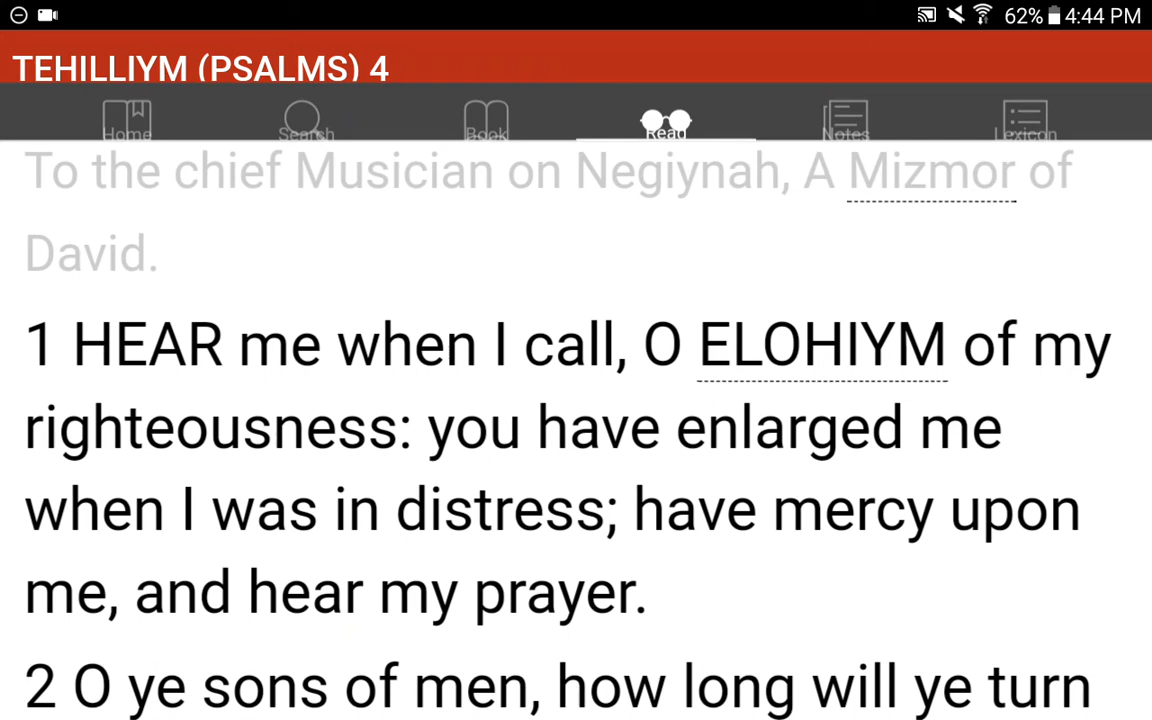 62% 4:44 PM
TEHILLIYM (PSALMS) 4
Home Search Book Read Notes Lexicon
To the chief Musician on Negiynah, A Mizmor of
David.
1 HEAR me when I call, O ELOHIYM of my
righteousness: you have enlarged me
when I was in distress; have mercy upon
me, and hear my prayer.
2 O ye sons of men, how long will ye turn